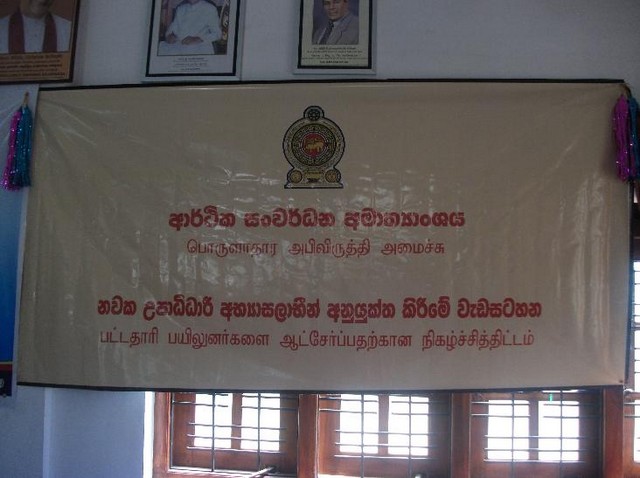 ආර්ථික සංවර්ධන අමාත්‍යාංශය
பொருளாதார அபிவிருத்தி அமைச்சு
නවක උපාධිධාරී අභ්‍යාසලාභීන් අනුයුක්ත කිරීමේ වැඩසටහන
பட்டதாரி பயிலுனர்களை ஆட்சேர்ப்பதற்கான நிகழ்ச்சித்திட்டம்